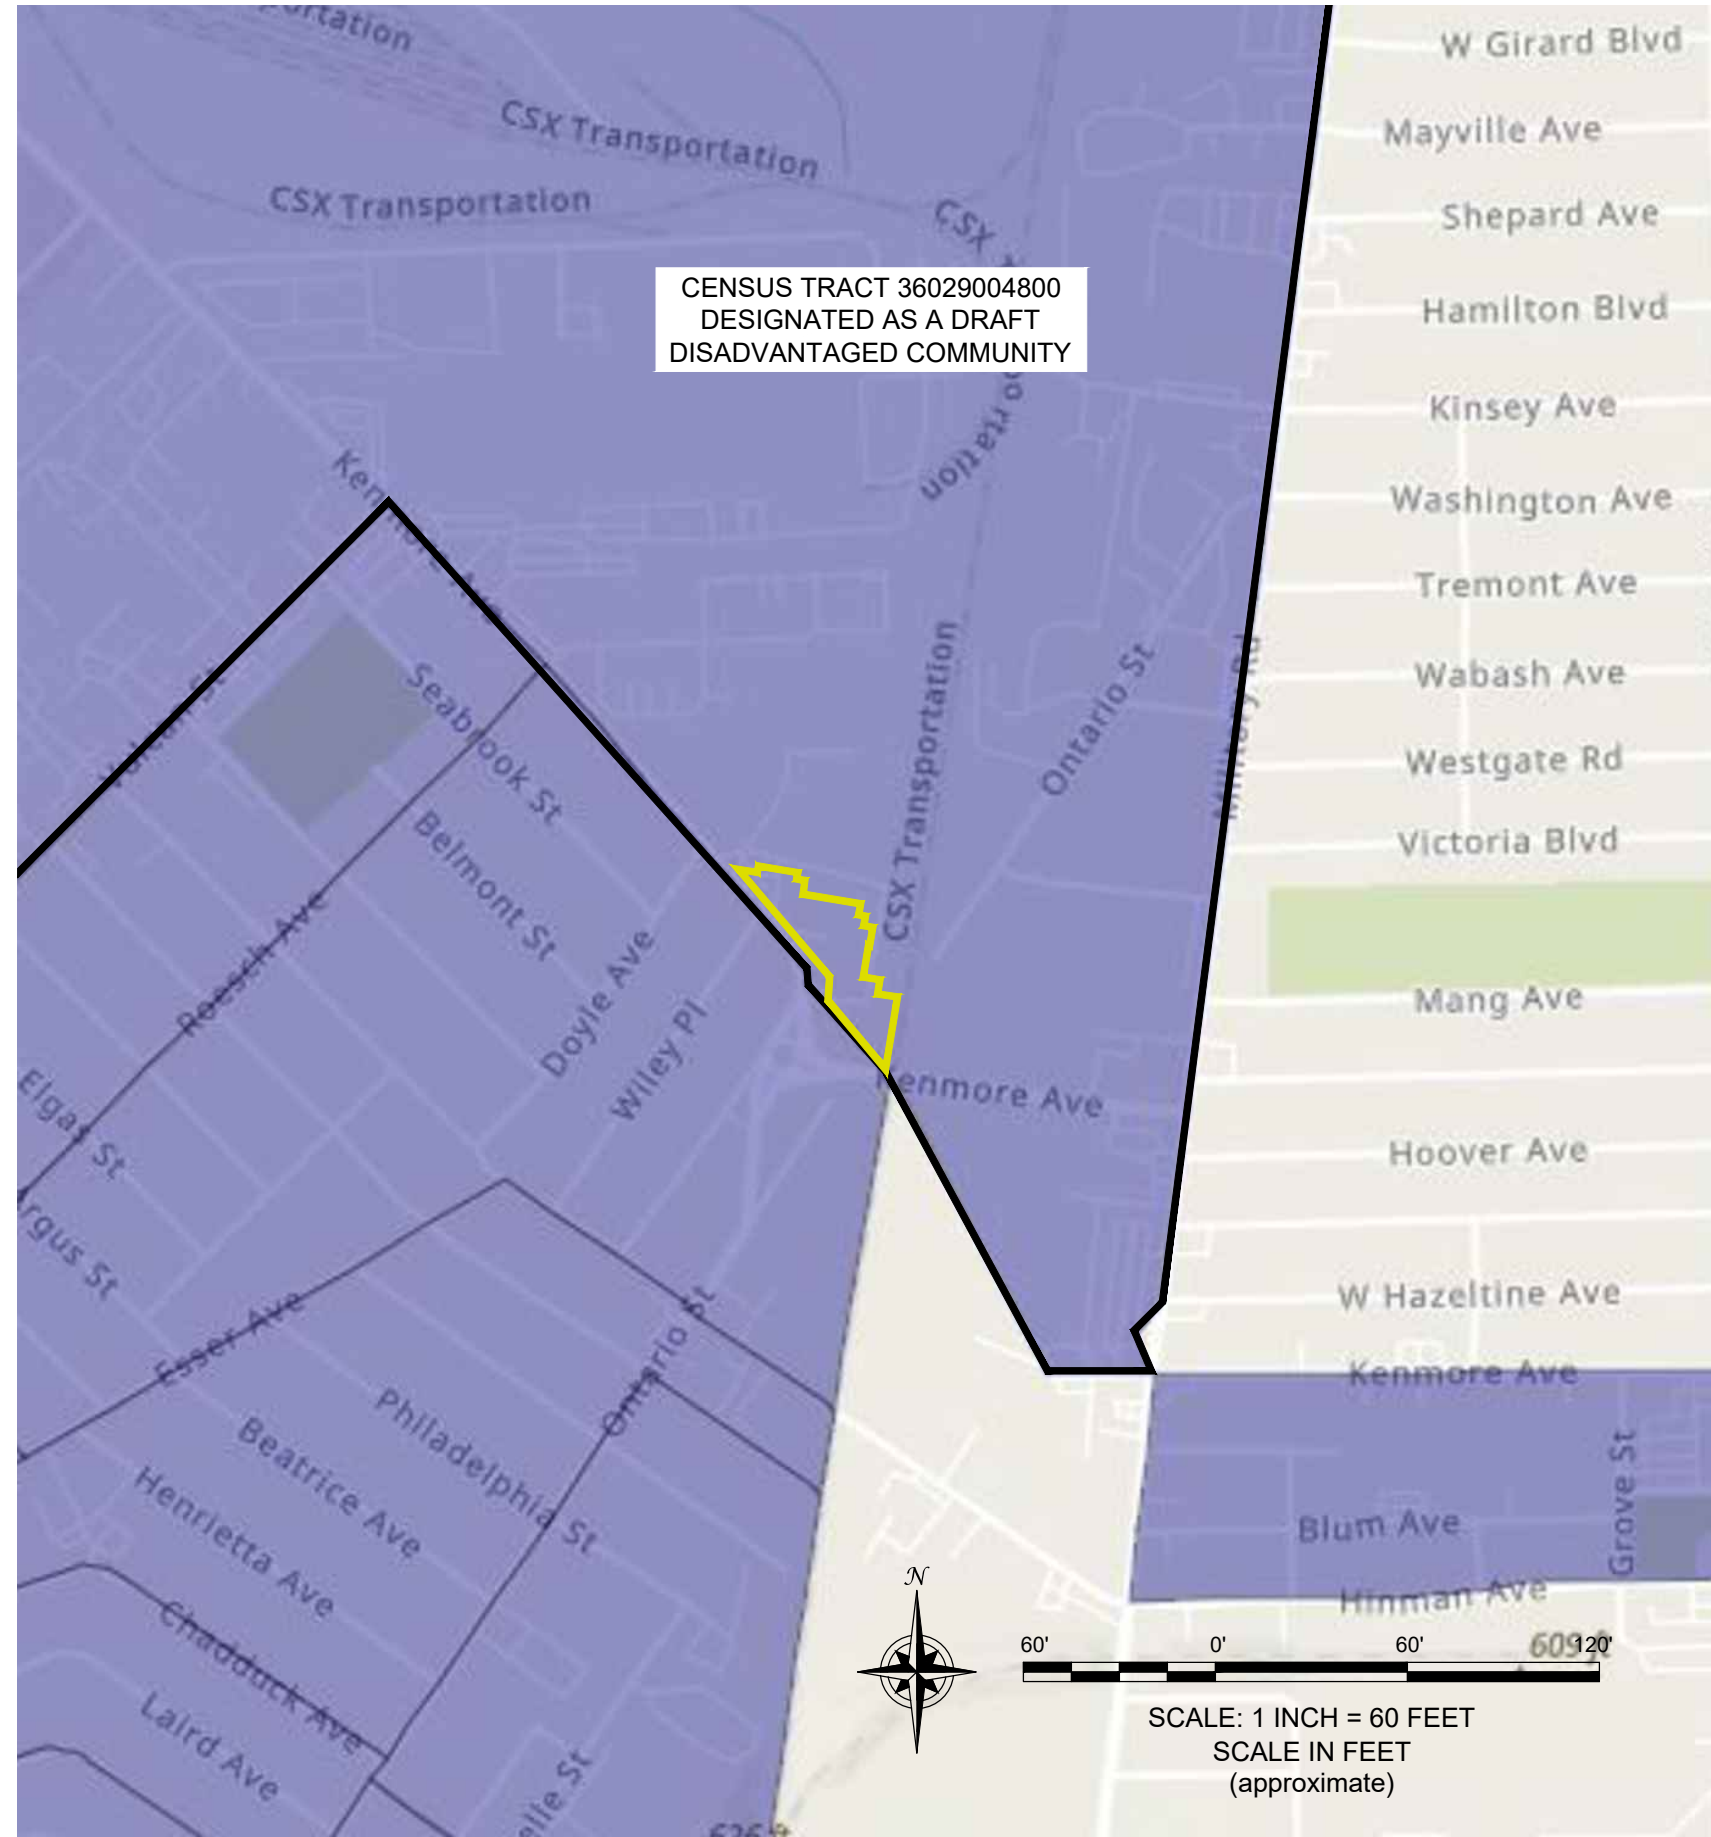 W Girard Blvd
CSX Transportation
Mayville Ave
CSX Transportation
Shepard Ave
CSX
CENSUS TRACT 36029004800
DESIGNATED AS A DRAFT
DISADVANTAGED COMMUNITY
Hamilton Blvd
Kinsey Ave
Washington Ave
Tremont Ave
CSX Transportation
Ontario St
Seabrook St
Wabash Ave
Westgate Rd
Belmont St
Victoria Blvd
Roesch Ave
Doyle Ave
Wiley Pl
Mang Ave
Kenmore Ave
Elgas St
Hoover Ave
W Hazeltine Ave
Esser Ave
Ontario St
Kenmore Ave
Philadelphia St
Beatrice Ave
Henrietta Ave
Grove St
Blum Ave
Hinman Ave
Chadduck Ave
Laird Ave
N
60' 0' 60' 120'
609 ft
SCALE: 1 INCH = 60 FEET
SCALE IN FEET
(approximate)